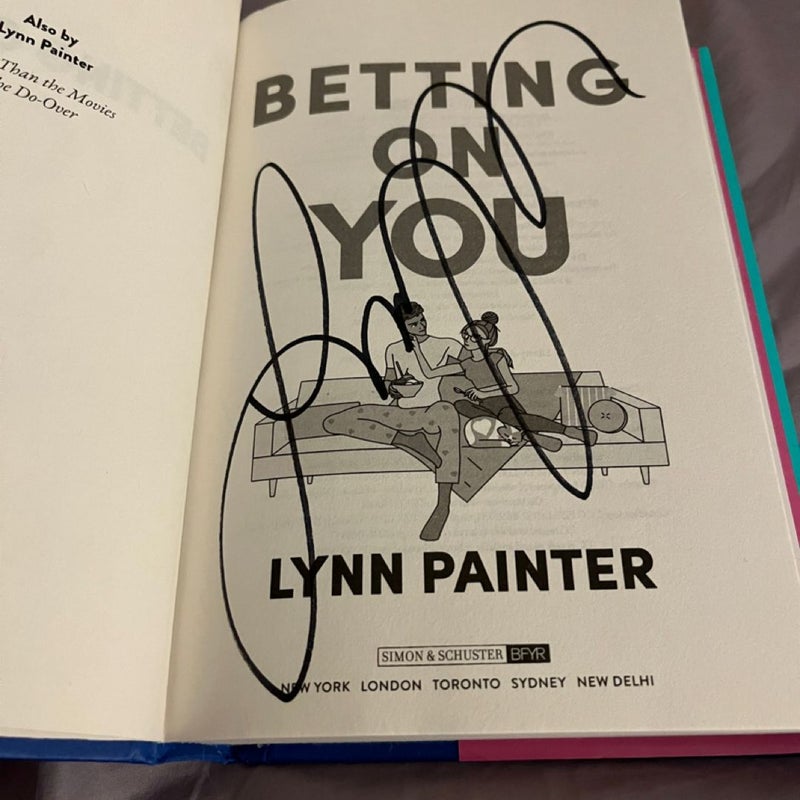 Also by
Lynn Painter
Than the Movies
he Do-Over
BETTING
ON
YOU
LYNN PAINTER
SIMON & SCHUSTER BFYR
NEW YORK LONDON TORONTO SYDNEY NEW DELHI